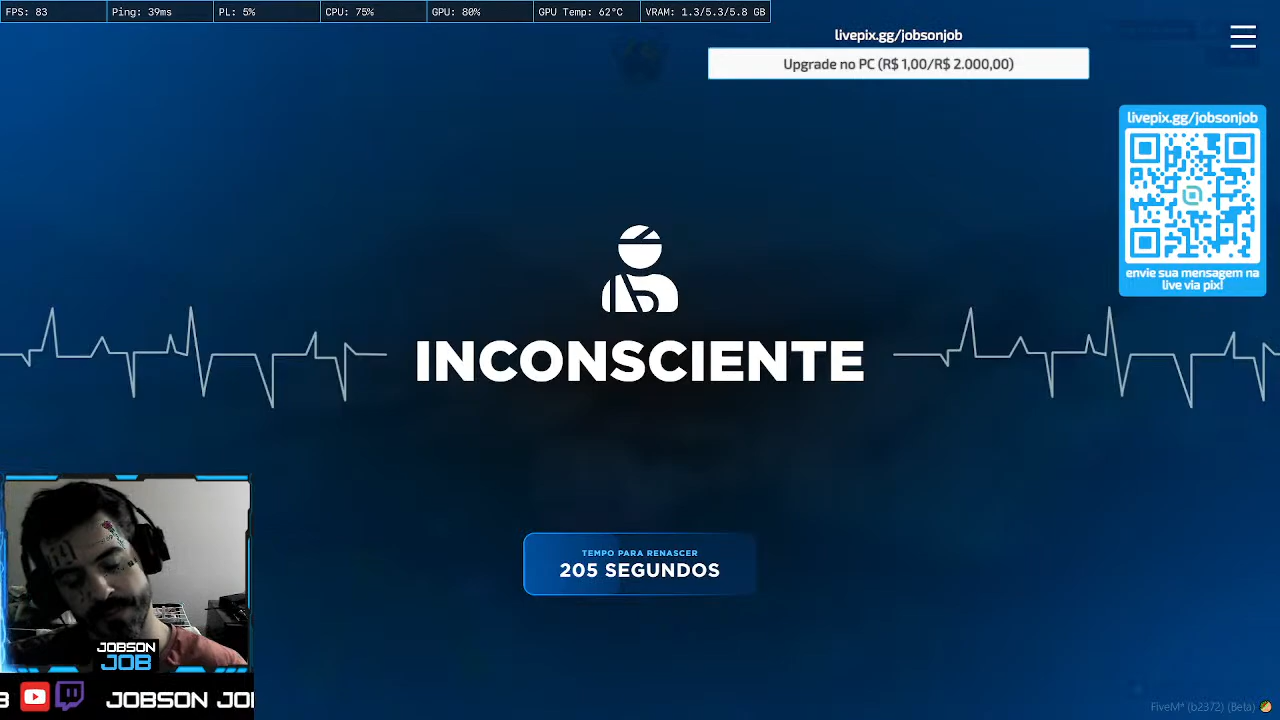 FPS: 83
Ping: 39ms
PL: 5%
CPU: 75%
GPU: 80%
GPU Temp: 62°C
VRAM: 1.3/5.3/5.8 GB
livepix.gg/jobsonjob
Upgrade no PC (R$ 1,00/R$ 2.000,00)
livepix.gg/jobsonjob
envie sua mensagem na
live via pix!
INCONSCIENTE
TEMPO PARA RENASCER
205 SEGUNDOS
JOBSON
JOB
B
JOBSON JO
FiveM* (b2372) (Beta)